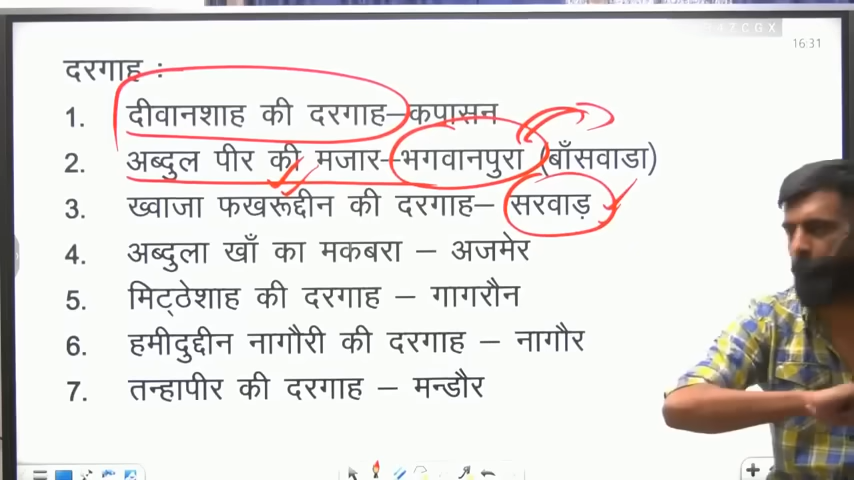 16:31
दरगाह :
1. दीवानशाह की दरगाह–कपासन
2. अब्दुल पीर की मजार–भगवानपुरा (बाँसवाडा)
3. ख्वाजा फखरूद्दीन की दरगाह– सरवाड़
4. अब्दुला खाँ का मकबरा – अजमेर
5. मिट्ठेशाह की दरगाह – गागरौन
6. हमीदुद्दीन नागौरी की दरगाह – नागौर
7. तन्हापीर की दरगाह – मन्डौर